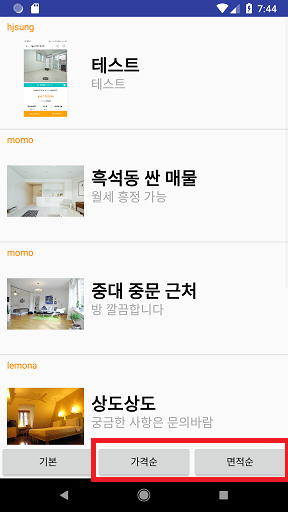 7:44
hjsung
테스트
테스트
momo
흑석동 싼 매물
월세 흥정 가능
momo
중대 중문 근처
방 깔끔합니다
lemona
상도상도
궁금한 사항은 문의바람
기본 가격순 면적순